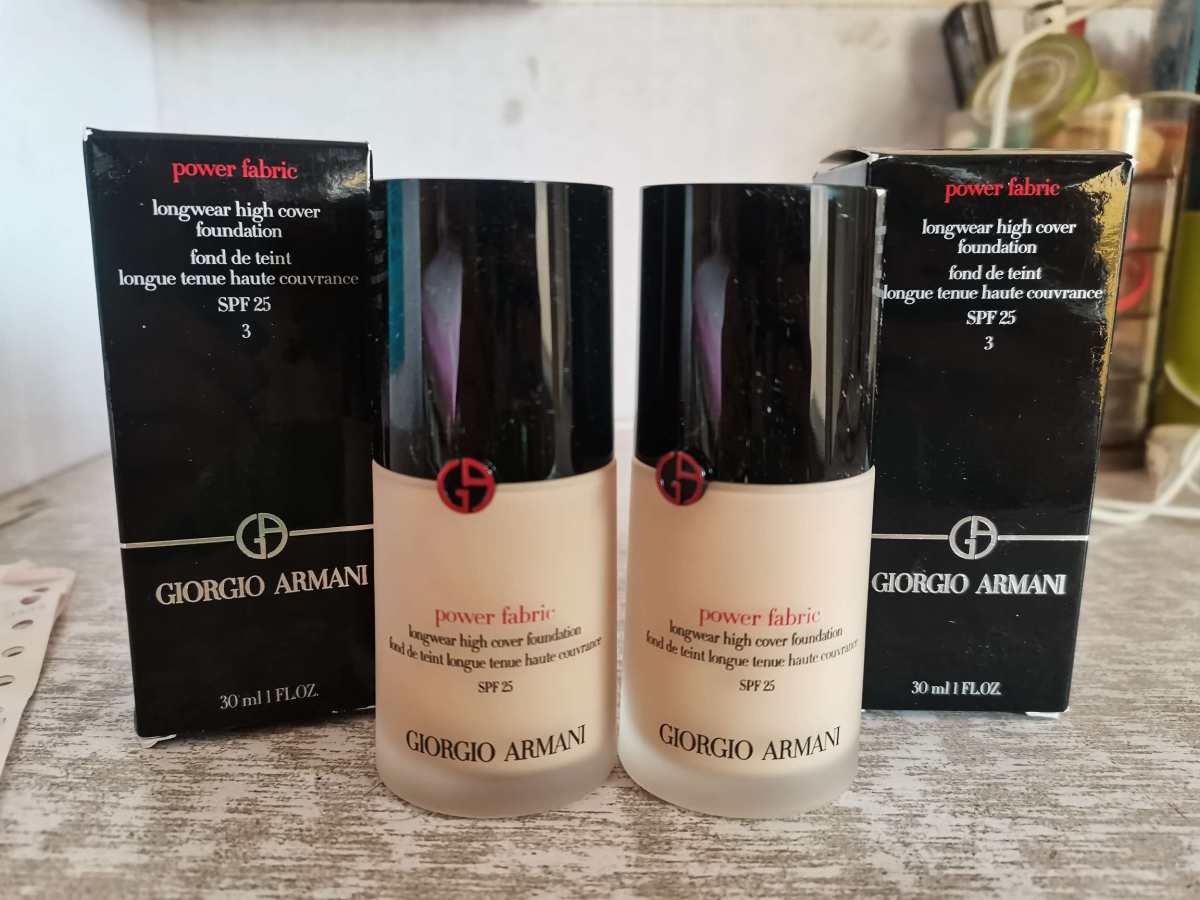 power fabric
longwear high cover
foundation
fond de teint
longue tenue haute couvrance
SPF 25
3
GA
GIORGIO ARMANI
30 ml 1 FL.OZ.
GA
power fabric
longwear high cover foundation
fond de teint longue tenue haute couvrance
SPF 25
GIORGIO ARMANI
GA
power fabric
longwear high cover foundation
fond de teint longue tenue haute couvrance
SPF 25
GIORGIO ARMANI
power fabric
longwear high cover
foundation
fond de teint
longue tenue haute couvrance
SPF 25
3
GA
GIORGIO ARMANI
30 ml 1 FL.OZ.